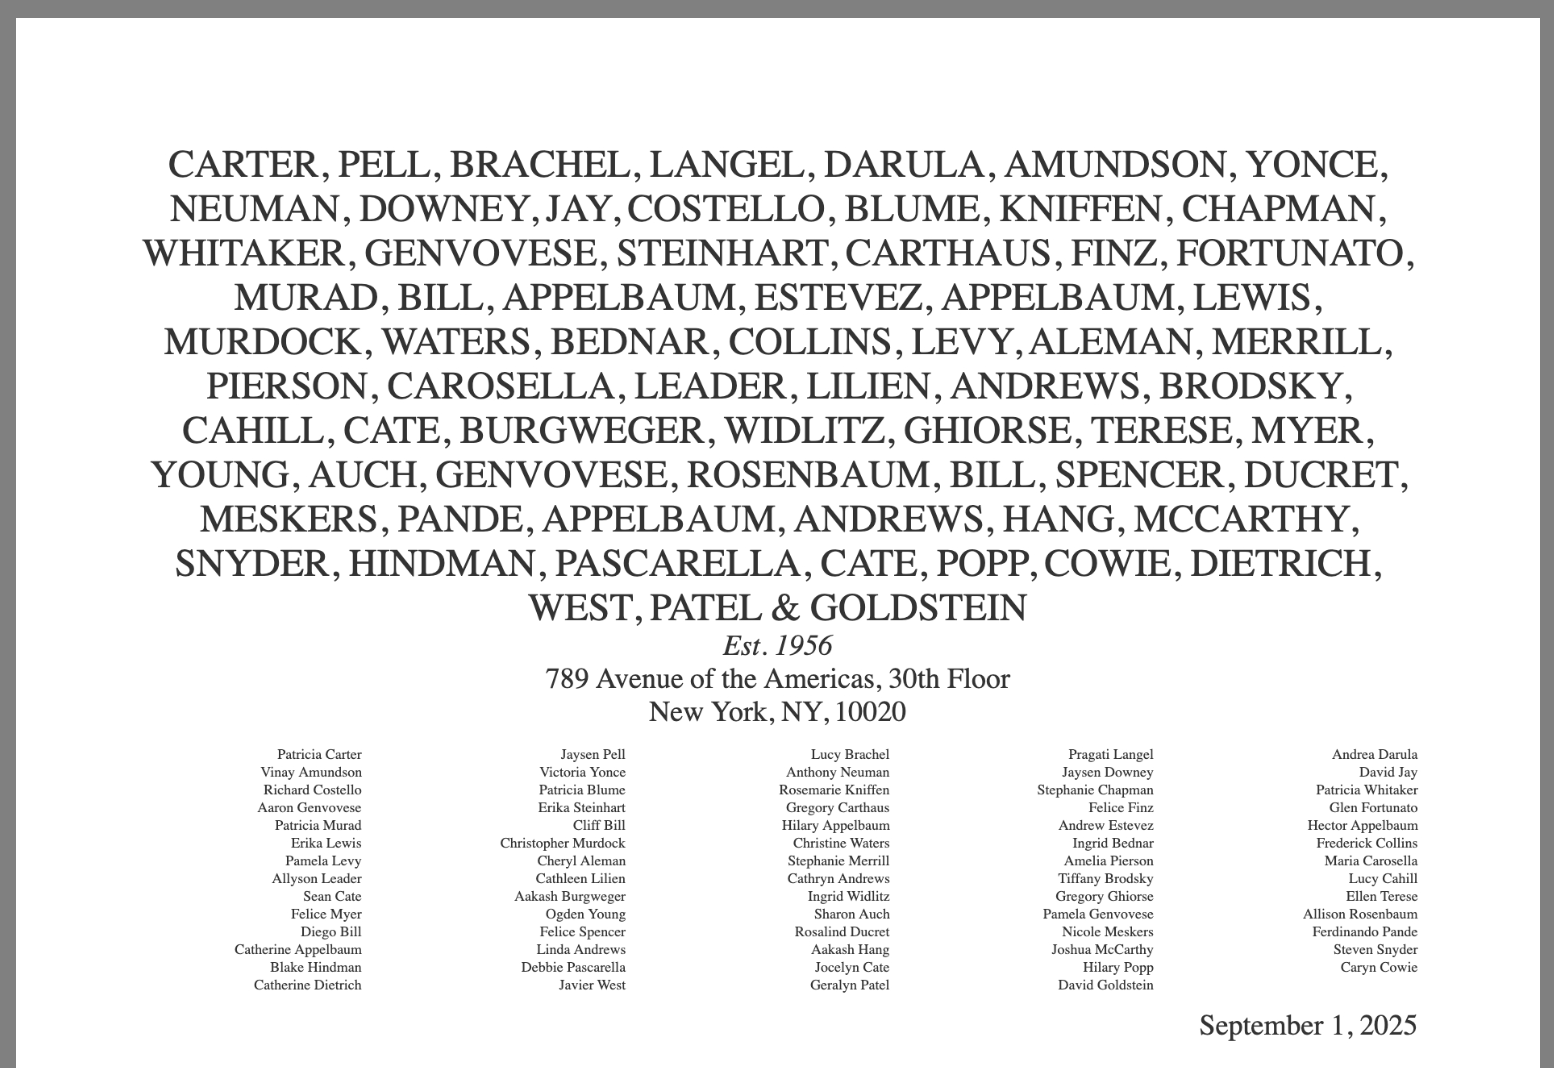 CARTER, PELL, BRACHEL, LANGEL, DARULA, AMUNDSON, YONCE,
NEUMAN, DOWNEY, JAY, COSTELLO, BLUME, KNIFFEN, CHAPMAN,
WHITAKER, GENVOVESE, STEINHART, CARTHAUS, FINZ, FORTUNATO,
MURAD, BILL, APPELBAUM, ESTEVEZ, APPELBAUM, LEWIS,
MURDOCK, WATERS, BEDNAR, COLLINS, LEVY, ALEMAN, MERRILL,
PIERSON, CAROSELLA, LEADER, LILIEN, ANDREWS, BRODSKY,
CAHILL, CATE, BURGWEGER, WIDLITZ, GHIORSE, TERESE, MYER,
YOUNG, AUCH, GENVOVESE, ROSENBAUM, BILL, SPENCER, DUCRET,
MESKERS, PANDE, APPELBAUM, ANDREWS, HANG, MCCARTHY,
SNYDER, HINDMAN, PASCARELLA, CATE, POPP, COWIE, DIETRICH,
WEST, PATEL & GOLDSTEIN
Est. 1956
789 Avenue of the Americas, 30th Floor
New York, NY, 10020
Patricia Carter Jaysen Pell Lucy Brachel Pragati Langel Andrea Darula
Vinay Amundson Victoria Yonce Anthony Neuman Jaysen Downey David Jay
Richard Costello Patricia Blume Rosemarie Kniffen Stephanie Chapman Patricia Whitaker
Aaron Genvovese Erika Steinhart Gregory Carthaus Felice Finz Glen Fortunato
Patricia Murad Cliff Bill Hilary Appelbaum Andrew Estevez Hector Appelbaum
Erika Lewis Christopher Murdock Christine Waters Ingrid Bednar Frederick Collins
Pamela Levy Cheryl Aleman Stephanie Merrill Amelia Pierson Maria Carosella
Allyson Leader Cathleen Lilien Cathryn Andrews Tiffany Brodsky Lucy Cahill
Sean Cate Aakash Burgweger Ingrid Widlitz Gregory Ghiorse Ellen Terese
Felice Myer Ogden Young Sharon Auch Pamela Genvovese Allison Rosenbaum
Diego Bill Felice Spencer Rosalind Ducret Nicole Meskers Ferdinando Pande
Catherine Appelbaum Linda Andrews Aakash Hang Joshua McCarthy Steven Snyder
Blake Hindman Debbie Pascarella Jocelyn Cate Hilary Popp Caryn Cowie
Catherine Dietrich Javier West Geralyn Patel David Goldstein
September 1, 2025